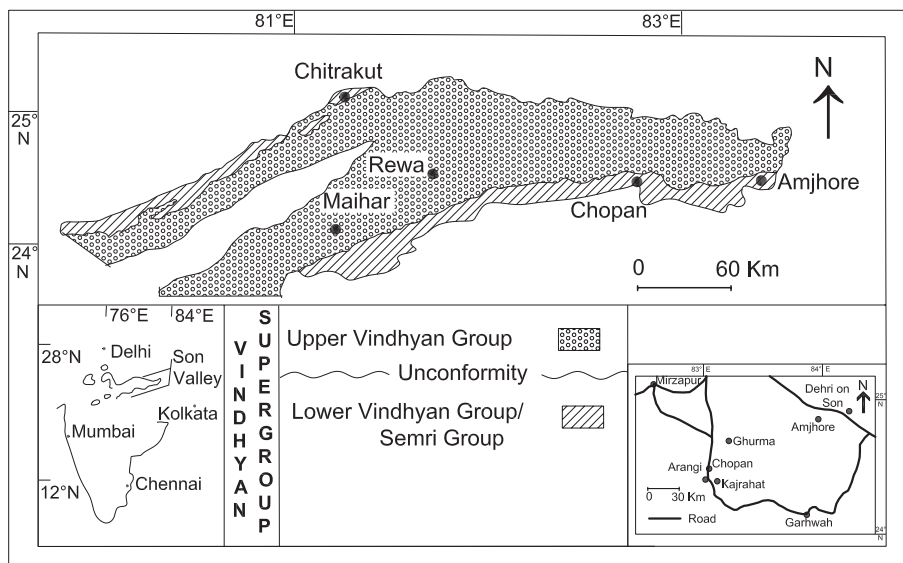 81°E
83°E
25°
N
24°
N
N
Chitrakut
Rewa
Maihar
Chopan
Amjhore
0 60 Km
76°E 84°E
28°N
12°N
Delhi
Son
Valley
Kolkata
Mumbai
Chennai
VINDHYAN
SUPERGROUP
Upper Vindhyan Group
Unconformity
Lower Vindhyan Group/
Semri Group
83°E
84°E
25°N
24°N
N
Mirzapur
Dehri on
Son
Amjhore
Ghurma
Arangi
Chopan
Kajrahat
0 30 Km
Road
Garhwah